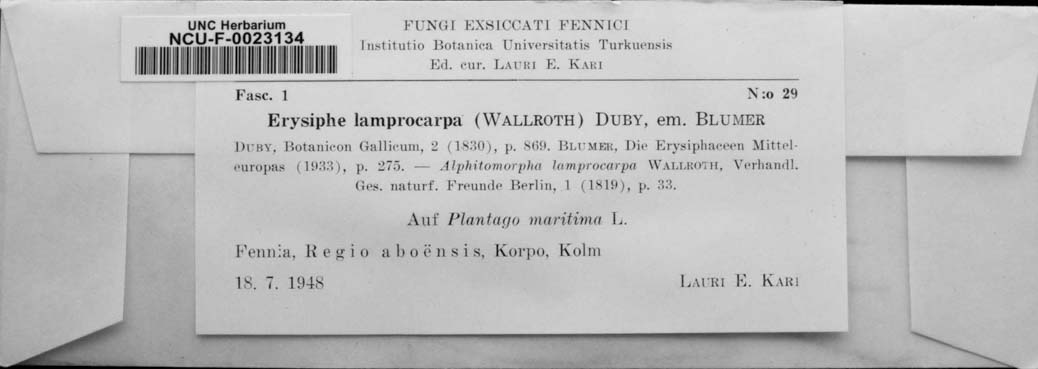 UNC Herbarium
NCU-F-0023134
FUNGI EXSICCATI FENNICI
Institutio Botanica Universitatis Turkuensis
Ed. cur. LAURI E. KARI
Fasc. 1 N:o 29
Erysiphe lamprocarpa (WALLROTH) DUBY, em. BLUMER
DUBY, Botanicon Gallicum, 2 (1830), p. 869. BLUMER, Die Erysiphaceen Mittel-
europas (1933), p. 275. — Alphitomorpha lamprocarpa WALLROTH, Verhandl.
Ges. naturf. Freunde Berlin, 1 (1819), p. 33.
Auf Plantago maritima L.
Fennia, Regio aboënsis, Korpo, Kolm
18. 7. 1948 LAURI E. KARI